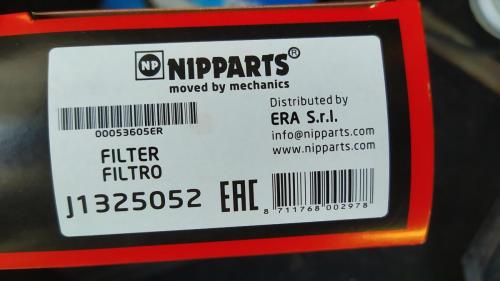 NP NIPPARTS®
moved by mechanics
00053605ER
Distributed by
ERA S.r.l.
info@nipparts.com
www.nipparts.com
FILTER
FILTRO
J1325052
EAC
8 711768 002978